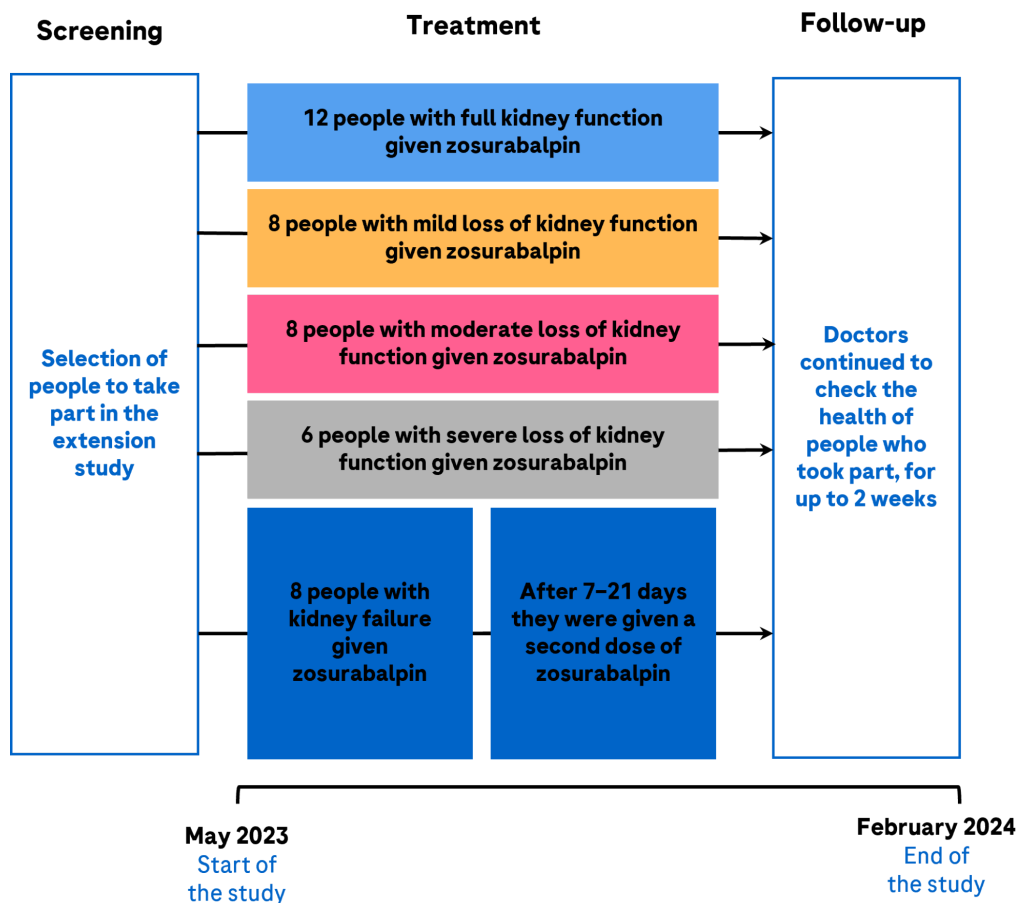 Screening
Treatment
Follow-up
Selection of
people to take
part in the
extension
study
12 people with full kidney function
given zosurabalpin
8 people with mild loss of kidney function
given zosurabalpin
8 people with moderate loss of kidney
function given zosurabalpin
6 people with severe loss of kidney
function given zosurabalpin
8 people with
kidney failure
given
zosurabalpin
After 7–21 days
they were given a
second dose of
zosurabalpin
Doctors
continued to
check the
health of
people who
took part, for
up to 2 weeks
May 2023
Start of
the study
February 2024
End of
the study